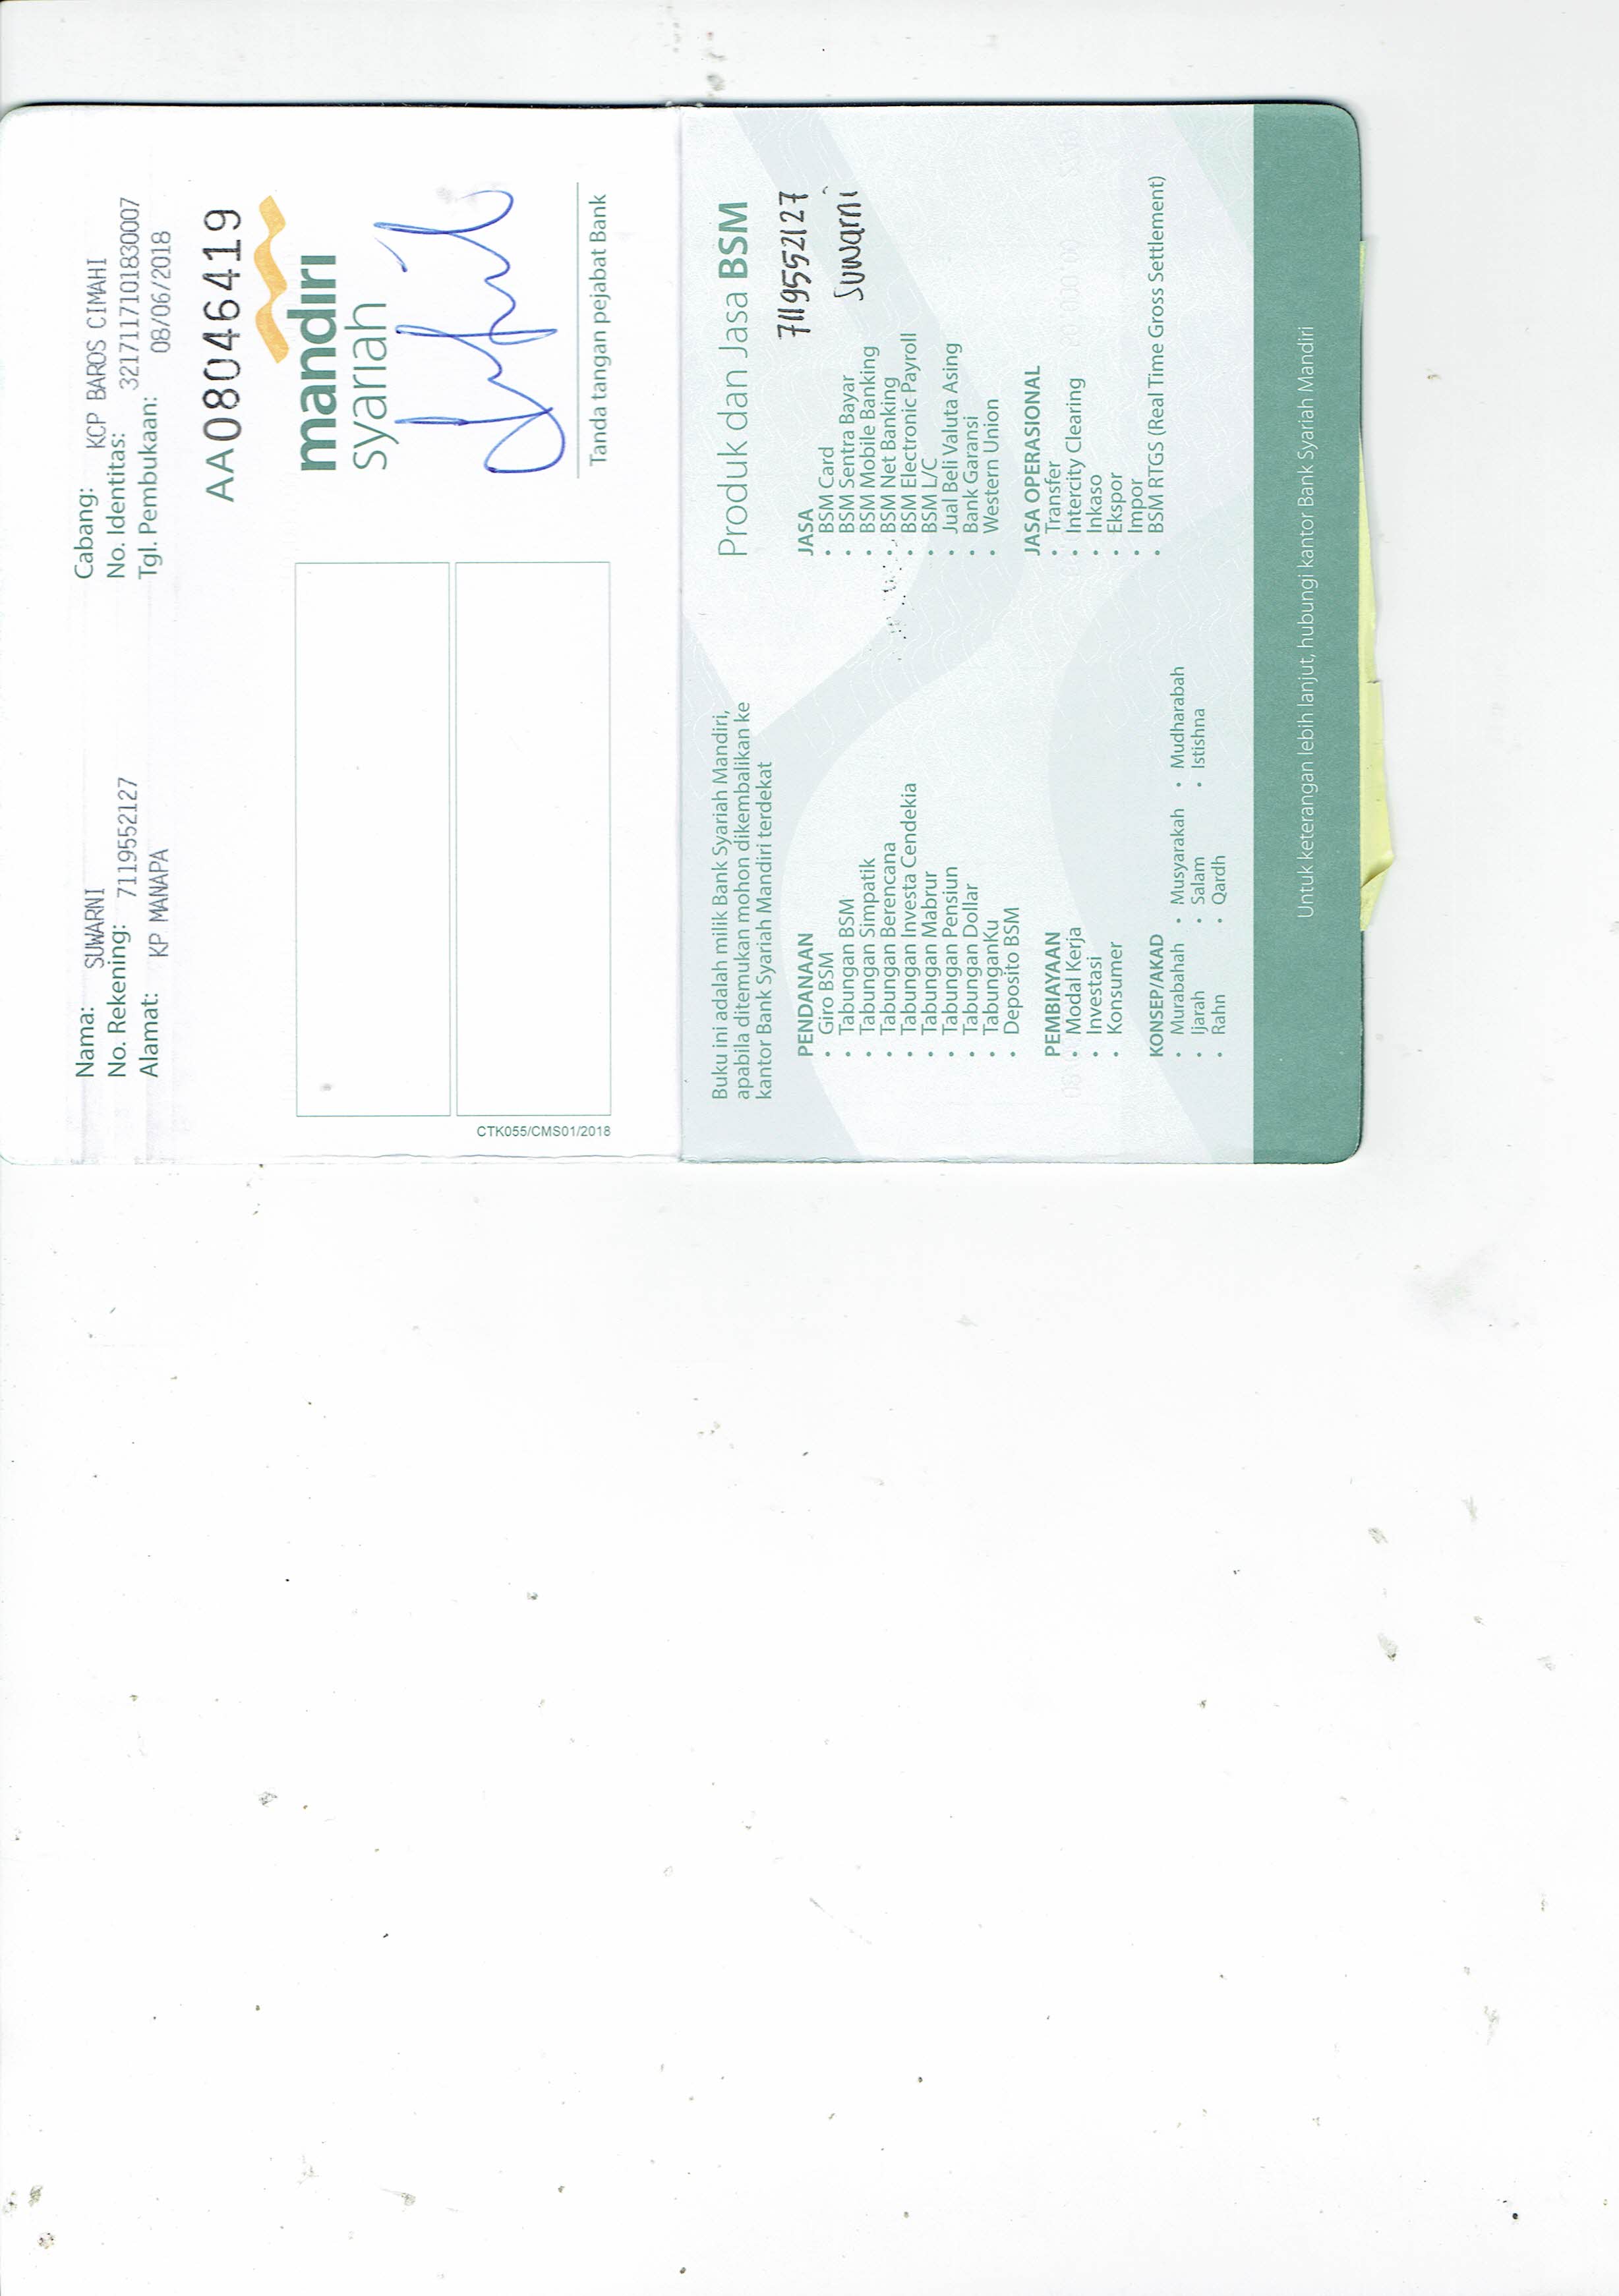 Nama: SUWARNI
No. Rekening: 7119552127
Alamat: KP MANAPA
Cabang: KCP BAROS CIMAHI
No. Identitas: 3217117101830007
Tgl. Pembukaan: 08/06/2018
AA08046419
mandiri
syariah
Tanda tangan pejabat Bank
CTK055/CMS01/2018
Buku ini adalah milik Bank Syariah Mandiri,
apabila ditemukan mohon dikembalikan ke
kantor Bank Syariah Mandiri terdekat
PENDANAAN
• Giro BSM
• Tabungan BSM
• Tabungan Simpatik
• Tabungan Berencana
• Tabungan Investa Cendekia
• Tabungan Mabrur
• Tabungan Pensiun
• Tabungan Dollar
• TabunganKu
• Deposito BSM
PEMBIAYAAN
• Modal Kerja
• Investasi
• Konsumer
KONSEP/AKAD
• Murabahah • Musyarakah • Mudharabah
• Ijarah • Salam • Istishna
• Rahn • Qardh
Produk dan Jasa BSM
7119552127
Suwarni
JASA
• BSM Card
• BSM Sentra Bayar
• BSM Mobile Banking
• BSM Net Banking
• BSM Electronic Payroll
• BSM L/C
• Jual Beli Valuta Asing
• Bank Garansi
• Western Union
JASA OPERASIONAL
• Transfer
• Intercity Clearing
• Inkaso
• Ekspor
• Impor
• BSM RTGS (Real Time Gross Settlement)
Untuk keterangan lebih lanjut, hubungi kantor Bank Syariah Mandiri